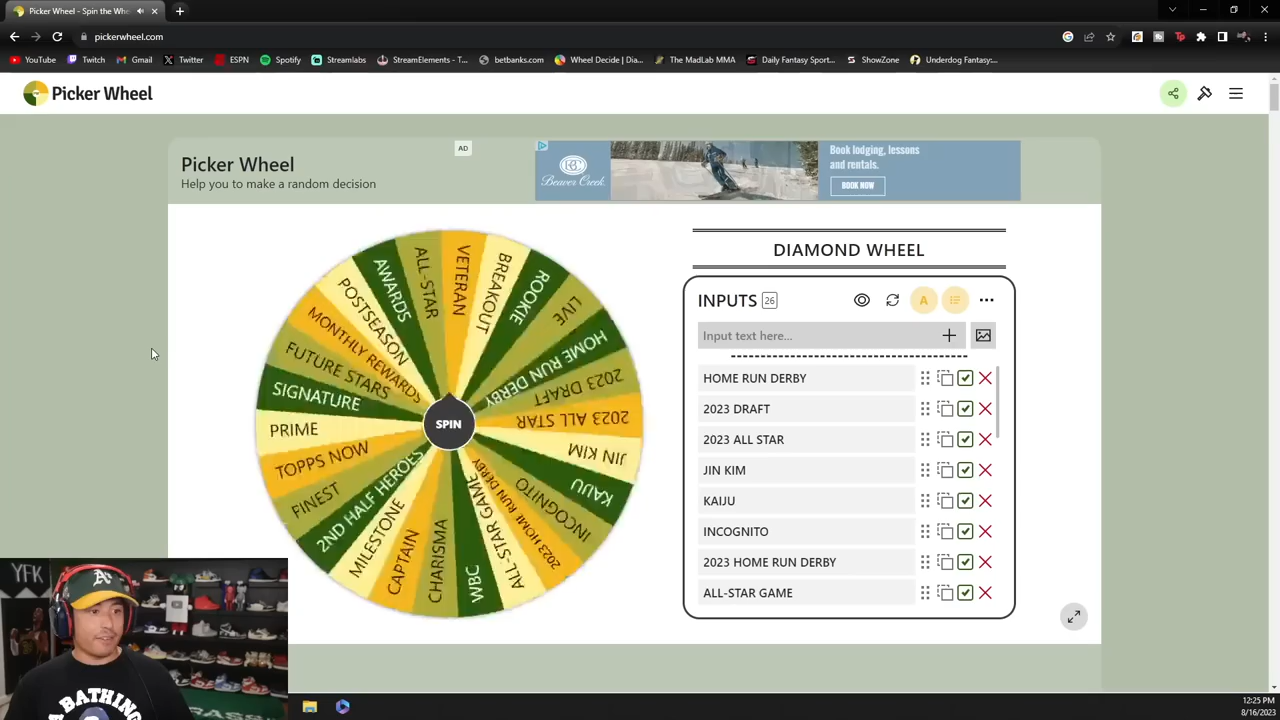 Picker Wheel - Spin the Whe
pickerwheel.com
YouTube
Twitch
Gmail
Twitter
ESPN
Spotify
Streamlabs
StreamElements - T...
betbanks.com
Wheel Decide | Dia...
The MadLab MMA
Daily Fantasy Sport...
ShowZone
Underdog Fantasy:...
Picker Wheel
Picker Wheel
Help you to make a random decision
AD
Beaver Creek
Book lodging, lessons
and rentals.
BOOK NOW
VETERAN
BREAKOUT
ROOKIE
LIVE
HOME RUN DERBY
2023 DRAFT
2023 ALL STAR
JIN KIM
KAIJU
INCOGNITO
2023 HOME RUN DERBY
ALL-STAR GAME
WBC
CHARISMA
CAPTAIN
MILESTONE
2ND HALF HEROES
FINEST
TOPPS NOW
PRIME
SIGNATURE
FUTURE STARS
MONTHLY REWARDS
POSTSEASON
AWARDS
ALL-STAR
SPIN
DIAMOND WHEEL
INPUTS 26
A
Input text here...
HOME RUN DERBY
2023 DRAFT
2023 ALL STAR
JIN KIM
KAIJU
INCOGNITO
2023 HOME RUN DERBY
ALL-STAR GAME
YFK
A's
A BATHING
12:25 PM
8/16/2023